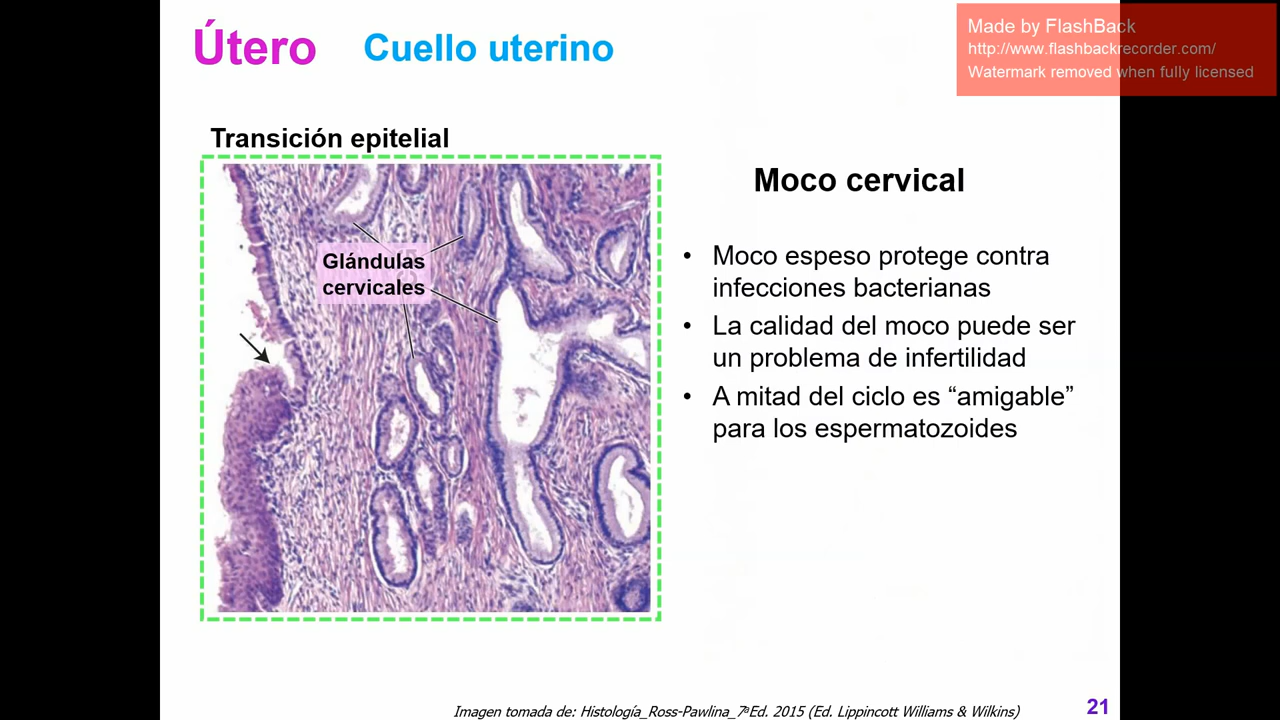 Útero Cuello uterino
Made by FlashBack
http://www.flashbackrecorder.com/
Watermark removed when fully licensed
Transición epitelial
Glándulas
cervicales
Moco cervical
• Moco espeso protege contra
infecciones bacterianas
• La calidad del moco puede ser
un problema de infertilidad
• A mitad del ciclo es “amigable”
para los espermatozoides
Imagen tomada de: Histología_Ross-Pawlina_7ªEd. 2015 (Ed. Lippincott Williams & Wilkins)
21